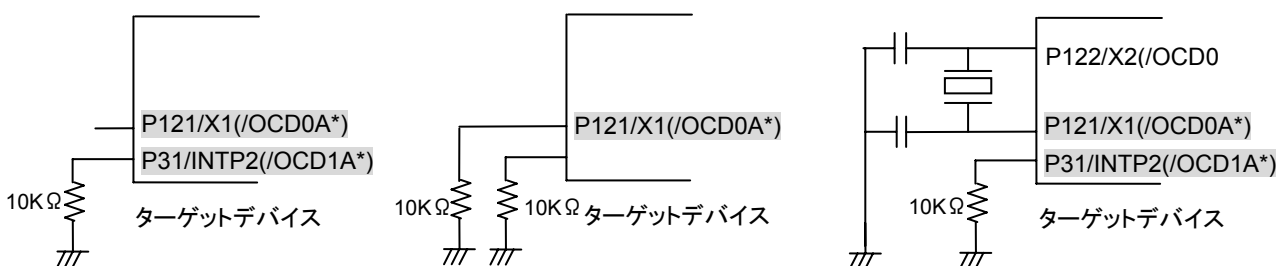 P121/X1(/OCD0A*)
P31/INTP2(/OCD1A*)
10KΩ
ターゲットデバイス
P121/X1(/OCD0A*)
10KΩ
10KΩ
ターゲットデバイス
P122/X2(/OCD0
P121/X1(/OCD0A*)
P31/INTP2(/OCD1A*)
10KΩ
ターゲットデバイス